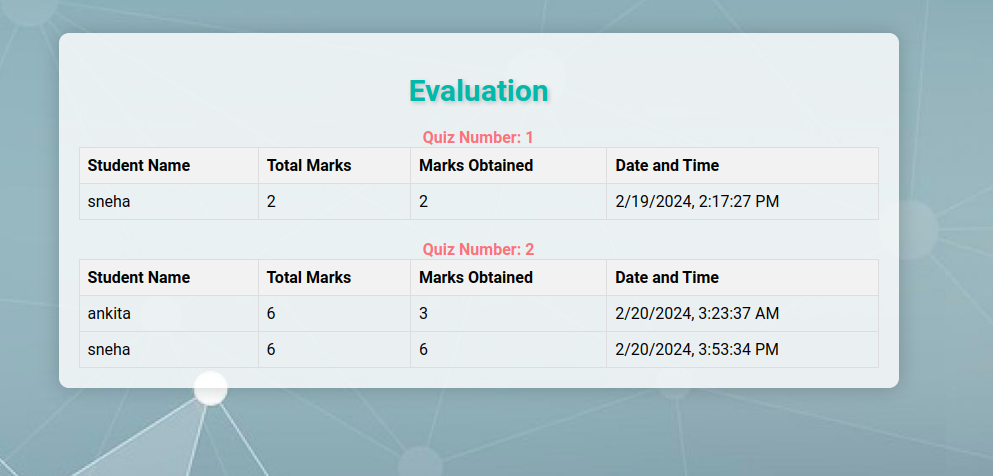 Evaluation
Quiz Number: 1
Student Name Total Marks Marks Obtained Date and Time
sneha 2 2 2/19/2024, 2:17:27 PM
Quiz Number: 2
Student Name Total Marks Marks Obtained Date and Time
ankita 6 3 2/20/2024, 3:23:37 AM
sneha 6 6 2/20/2024, 3:53:34 PM